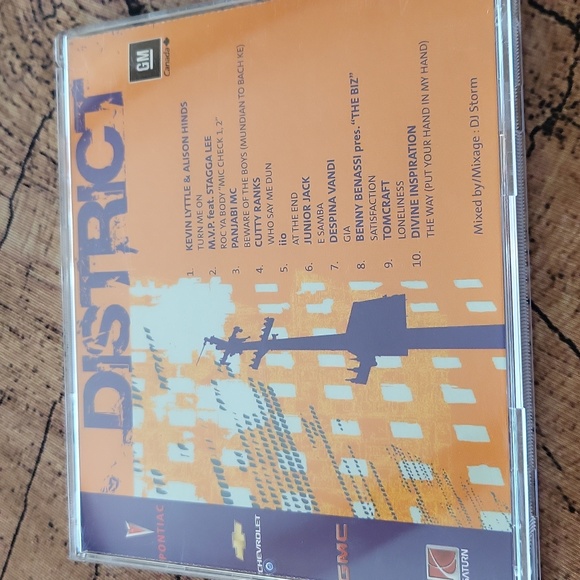 DISTRICT
GM
Canada
1. KEVIN LYTTLE & ALISON HINDS
TURN ME ON
2. M.V.P. feat. STAGGA LEE
ROC YA BODY "MIC CHECK 1, 2"
3. PANJABI MC
BEWARE OF THE BOYS (MUNDIAN TO BACH KE)
4. CUTTY RANKS
WHO SAY ME DUN
5. iio
AT THE END
6. JUNIOR JACK
E SAMBA
7. DESPINA VANDI
GIA
8. BENNY BENASSI pres. "THE BIZ"
SATISFACTION
9. TOMCRAFT
LONELINESS
10. DIVINE INSPIRATION
THE WAY (PUT YOUR HAND IN MY HAND)
Mixed by/Mixage : DJ Storm
PONTIAC
CHEVROLET
GMC
SATURN